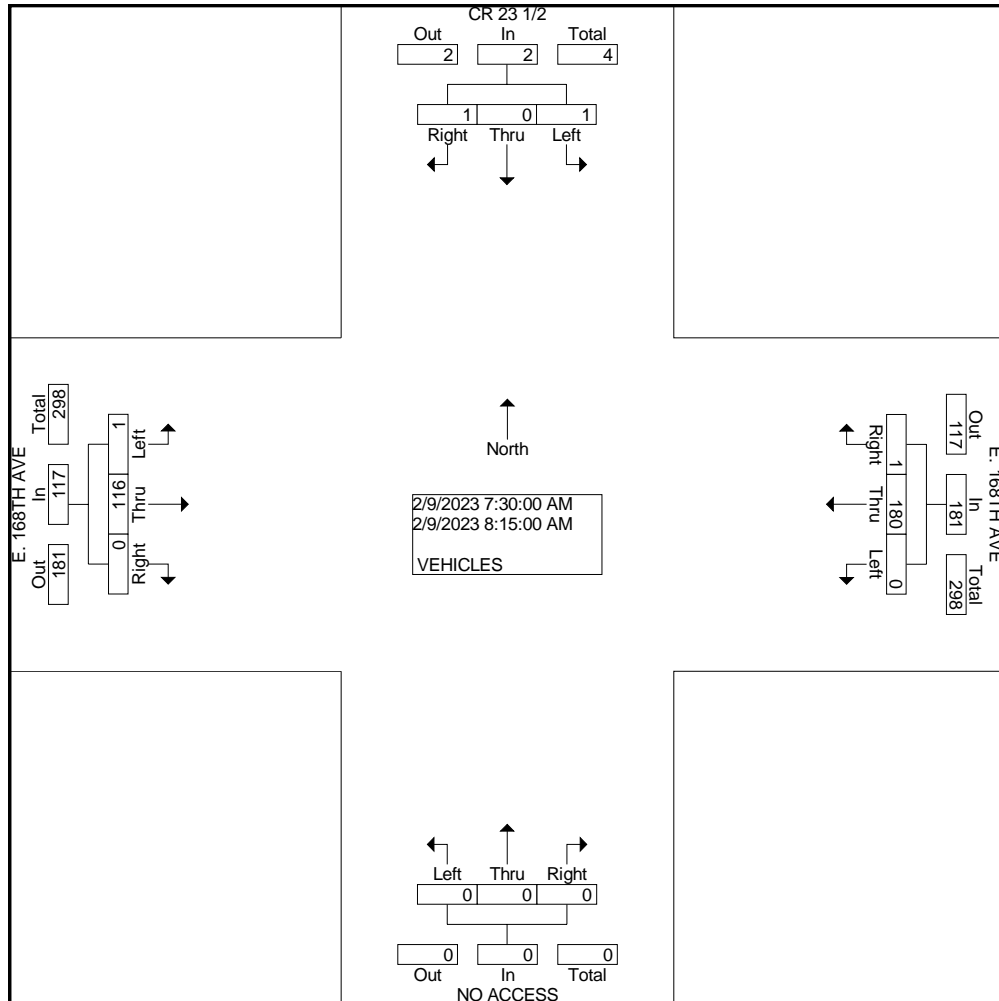 CR 23 1/2
Out In Total
2 2 4
1 0 1
Right Thru Left
E. 168TH AVE
Total In Out
298 117 181
1 116 0
Left Thru Right
North
2/9/2023 7:30:00 AM
2/9/2023 8:15:00 AM
VEHICLES
Right Thru Left
1 180 0
117 181 298
Out In Total
E. 168TH AVE
Left Thru Right
0 0 0
0 0 0
Out In Total
NO ACCESS